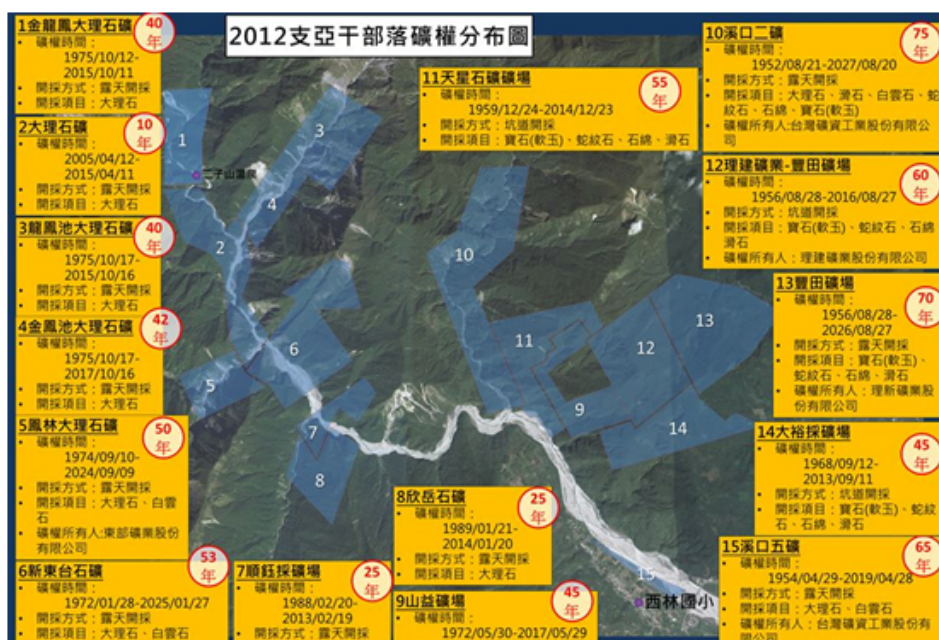 2012支亞干部落礦權分布圖
1金龍鳳大理石礦
40年
• 礦權時間：
1975/10/12-
2015/10/11
• 開採方式：露天開採
• 開採項目：大理石
2大理石礦
10年
• 礦權時間：
2005/04/12-
2015/04/11
• 開採方式：露天開採
• 開採項目：大理石
3龍鳳池大理石礦
40年
• 礦權時間：
1975/10/17-
2015/10/16
• 開採方式：露天開採
• 開採項目：大理石
4金鳳池大理石礦
42年
• 礦權時間：
1975/10/17-
2017/10/16
• 開採方式：露天開採
• 開採項目：大理石
5鳳林大理石礦
50年
• 礦權時間：
1974/09/10-
2024/09/09
• 開採方式：露天開採
• 開採項目：大理石、白雲
石
• 礦權所有人:東部礦業股份
有限公司
6新東台石礦
53年
• 礦權時間：
1972/01/28-2025/01/27
• 開採方式：露天開採
• 開採項目：大理石、白雲石
7順鈺採礦場
25年
• 礦權時間：
1988/02/20-
2013/02/19
• 開採方式：露天開採
8欣岳石礦
25年
• 礦權時間：
1989/01/21-
2014/01/20
• 開採方式：露天開採
• 開採項目：大理石
9山益礦場
45年
• 礦權時間：
1972/05/30-2017/05/29
10溪口二礦
75年
• 礦權時間：
1952/08/21-2027/08/20
• 開採方式：露天開採
• 開採項目：大理石、滑石、白雲石、蛇
紋石、石綿、寶石(軟玉)
• 礦權所有人:台灣礦資工業股份有限公
司
11天星石礦礦場
55年
• 礦權時間：
1959/12/24-2014/12/23
• 開採方式：坑道開採
• 開採項目：寶石(軟玉)、蛇紋石、石綿、滑石
12理建礦業-豐田礦場
60年
• 礦權時間：
1956/08/28-2016/08/27
• 開採方式：坑道開採
• 開採項目：寶石(軟玉)、蛇紋石、石綿
滑石
• 礦權所有人：理建礦業股份有限公司
13豐田礦場
70年
• 礦權時間：
1956/08/28-
2026/08/27
• 開採方式：露天開採
• 開採項目：寶石(軟玉)、
蛇紋石、石綿、滑石
• 礦權所有人：理新礦業股
份有限公司
14大裕採礦場
45年
• 礦權時間：
1968/09/12-
2013/09/11
• 開採方式：坑道開採
• 開採項目：寶石(軟玉)、蛇紋
石、石綿、滑石
15溪口五礦
65年
• 礦權時間：
1954/04/29-2019/04/28
• 開採方式：露天開採
• 開採項目：大理石、白雲石
• 礦權所有人：台灣礦資工業股份有
限公司
1
二子山溫泉
2
3
4
5
6
7
8
9
10
11
12
13
14
15
西林國小